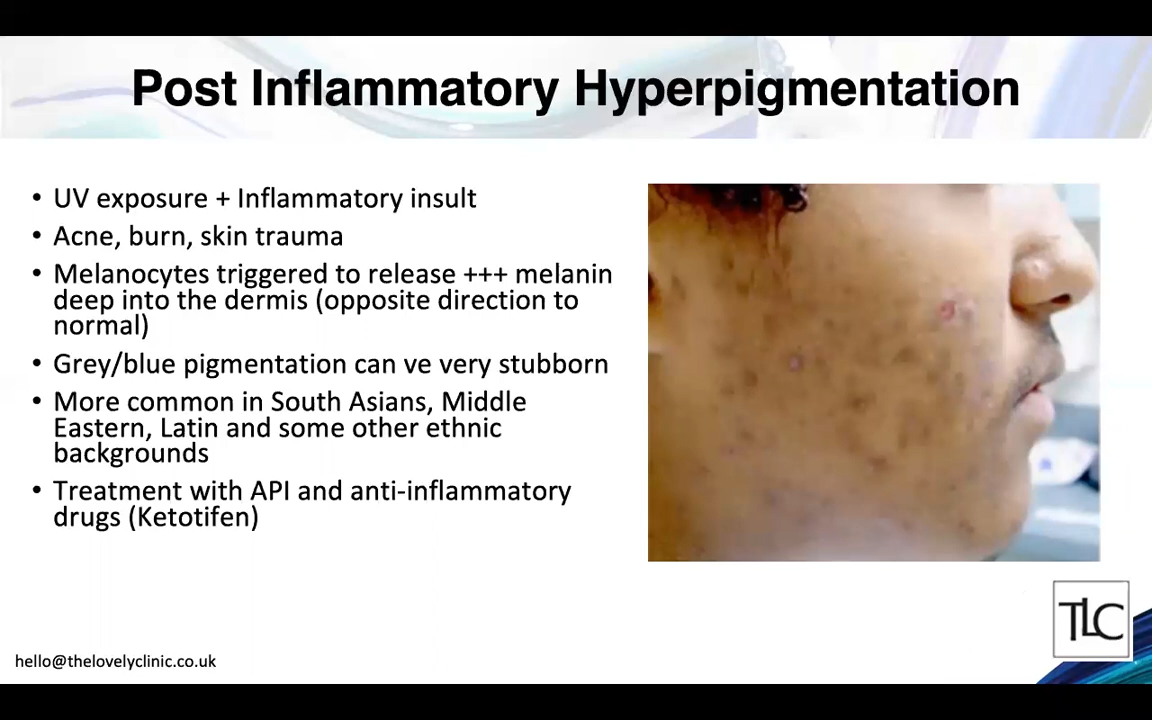 Post Inflammatory Hyperpigmentation
• UV exposure + Inflammatory insult
• Acne, burn, skin trauma
• Melanocytes triggered to release +++ melanin
deep into the dermis (opposite direction to
normal)
• Grey/blue pigmentation can ve very stubborn
• More common in South Asians, Middle
Eastern, Latin and some other ethnic
backgrounds
• Treatment with API and anti-inflammatory
drugs (Ketotifen)
TLC
hello@thelovelyclinic.co.uk